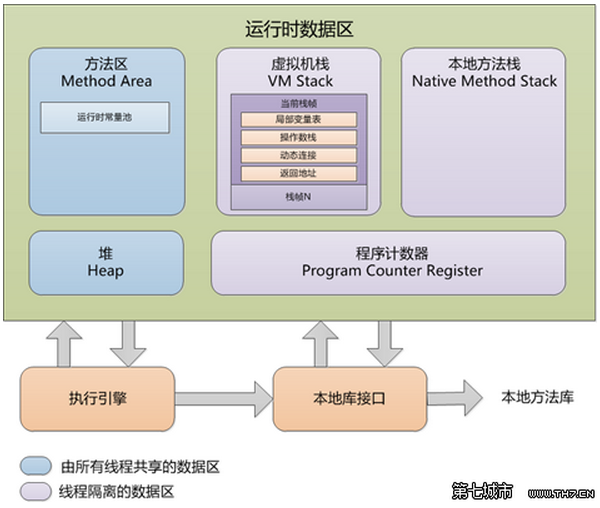 运行时数据区
方法区
Method Area
运行时常量池
虚拟机栈
VM Stack
当前栈帧
局部变量表
操作数栈
动态连接
返回地址
栈帧N
本地方法栈
Native Method Stack
堆
Heap
程序计数器
Program Counter Register
执行引擎
本地库接口
本地方法库
由所有线程共享的数据区
线程隔离的数据区
第七城市 www.TH7.CN